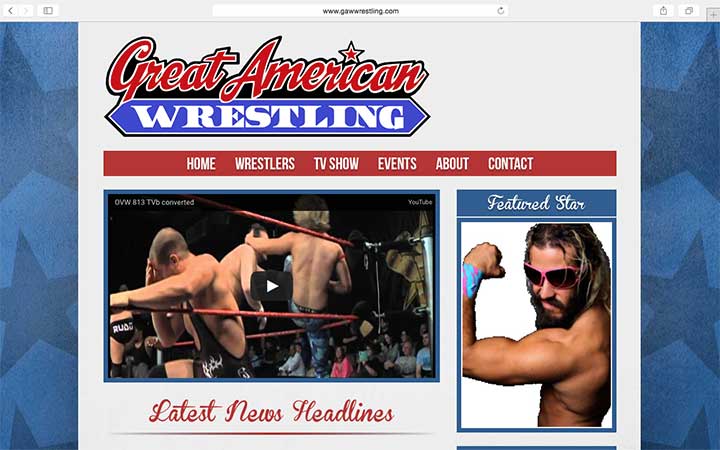 www.gawwrestling.com
Great American
WRESTLING
HOME WRESTLERS TV SHOW EVENTS ABOUT CONTACT
OVW 813 TVb converted YouTube
RUDO
Featured Star
Latest News Headlines